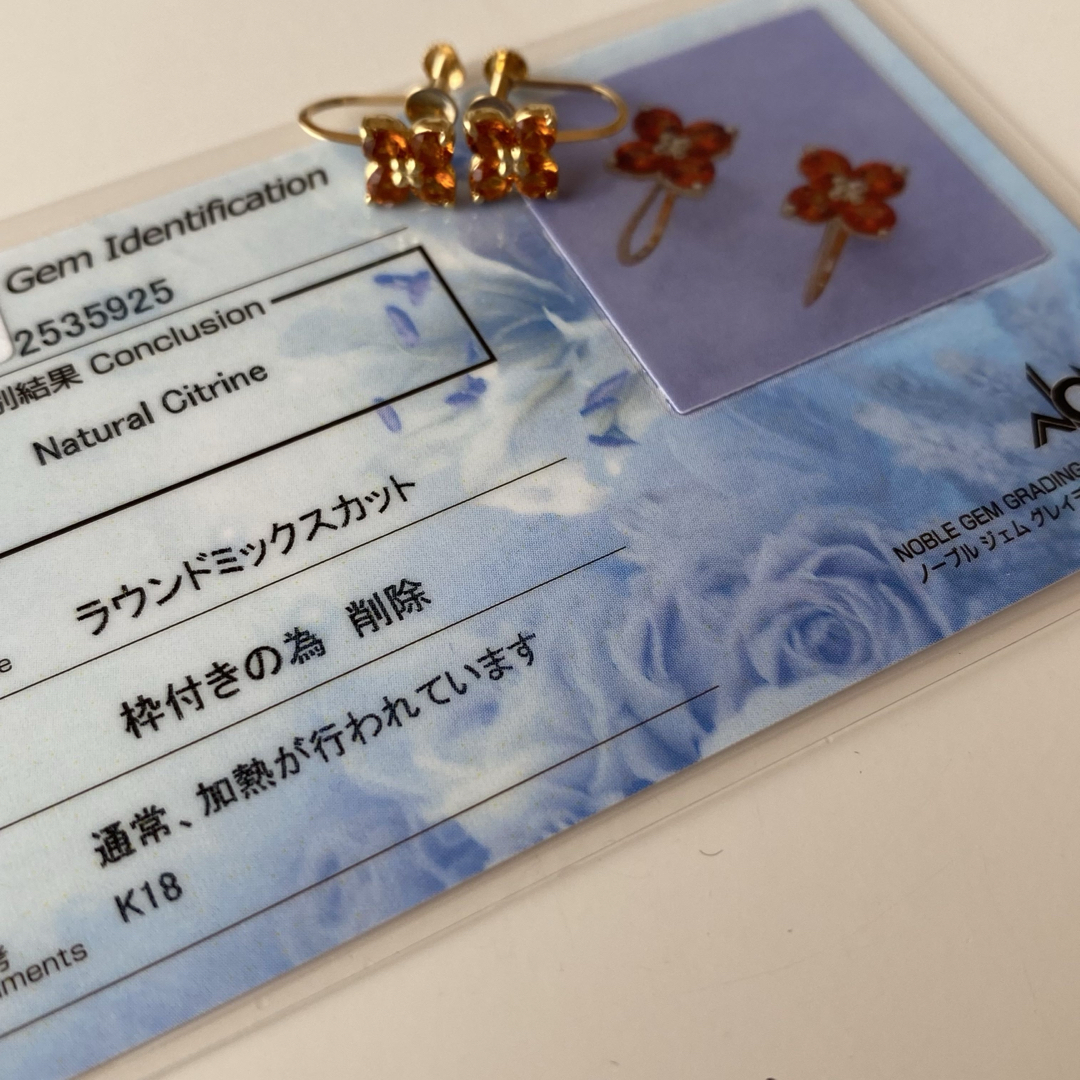 Gem Identification
2535925
別結果 Conclusion
Natural Citrine
ラウンドミックスカット
枠付きの為 削除
通常、加熱が行われています
K18
NOBLE GEM GRADING
ノーブル ジェム グレイデ